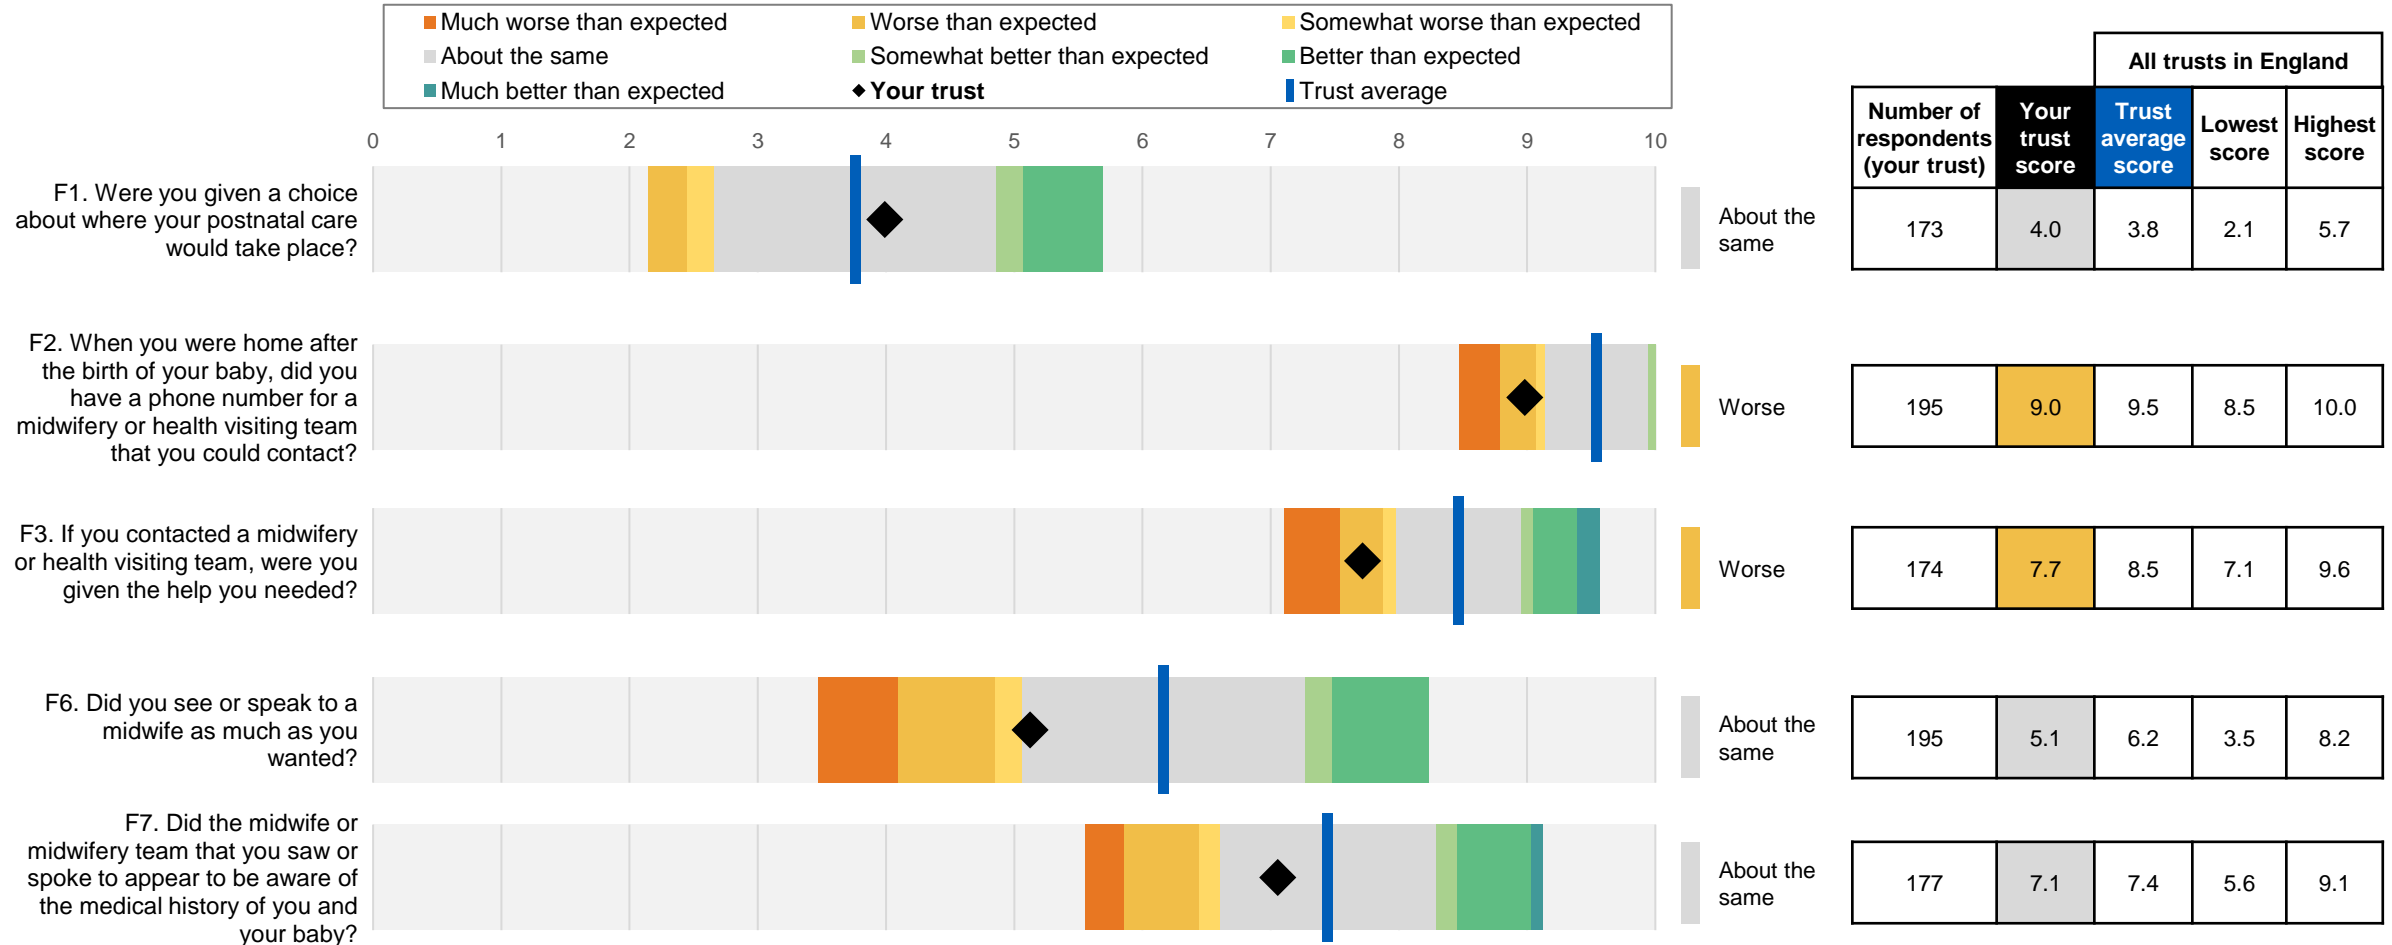 Much worse than expected
Worse than expected
Somewhat worse than expected
About the same
Somewhat better than expected
Better than expected
Much better than expected
Your trust
Trust average
All trusts in England
Number of respondents (your trust)
Your trust score
Trust average score
Lowest score
Highest score
0 1 2 3 4 5 6 7 8 9 10
F1. Were you given a choice
about where your postnatal care
would take place?
About the
same
173 4.0 3.8 2.1 5.7
F2. When you were home after
the birth of your baby, did you
have a phone number for a
midwifery or health visiting team
that you could contact?
Worse
195 9.0 9.5 8.5 10.0
F3. If you contacted a midwifery
or health visiting team, were you
given the help you needed?
Worse
174 7.7 8.5 7.1 9.6
F6. Did you see or speak to a
midwife as much as you
wanted?
About the
same
195 5.1 6.2 3.5 8.2
F7. Did the midwife or
midwifery team that you saw or
spoke to appear to be aware of
the medical history of you and
your baby?
About the
same
177 7.1 7.4 5.6 9.1